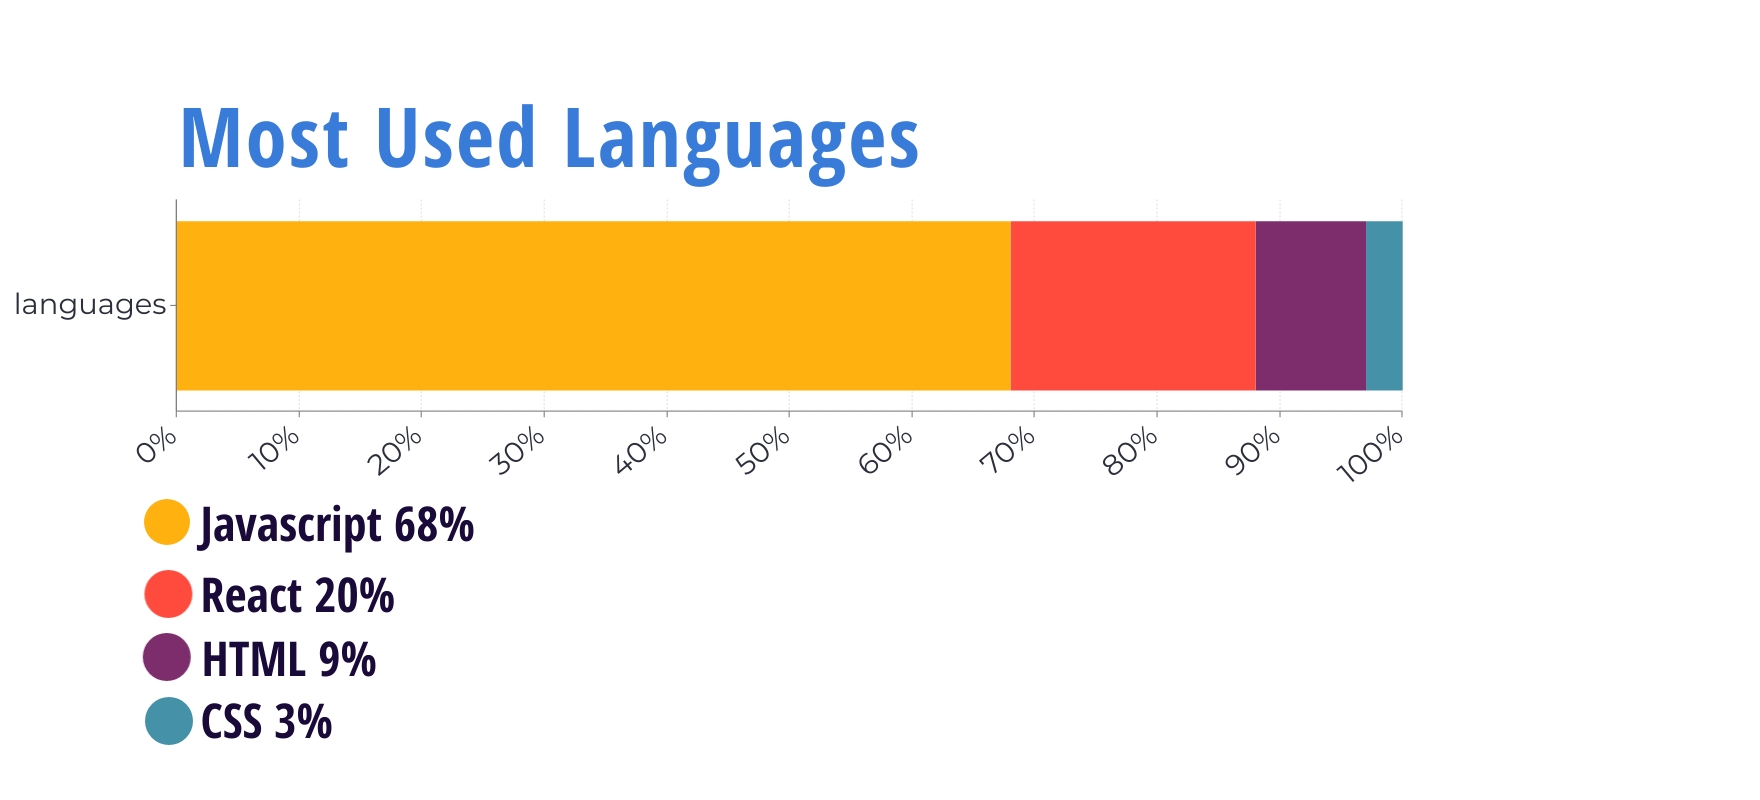 Most Used Languages
languages
0% 10% 20% 30% 40% 50% 60% 70% 80% 90% 100%
Javascript 68%
React 20%
HTML 9%
CSS 3%